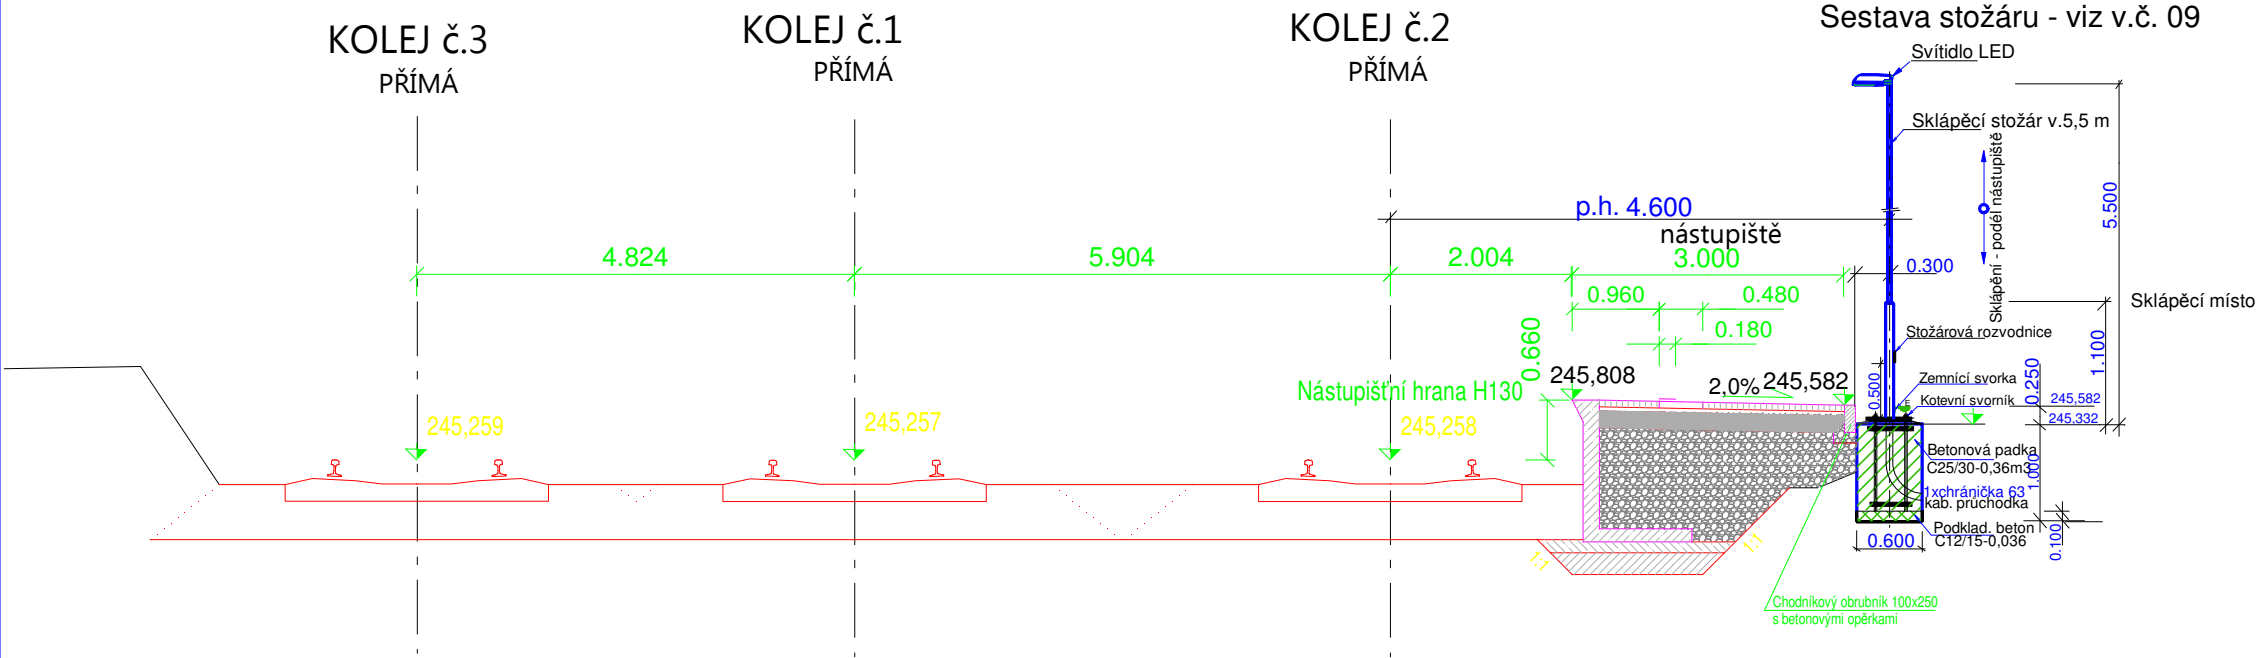 KOLEJ č.3
PŘÍMÁ
KOLEJ č.1
PŘÍMÁ
KOLEJ č.2
PŘÍMÁ
Sestava stožáru - viz v.č. 09
Svítidlo LED
Sklápěcí stožár v.5,5 m
Sklápění - podél nástupiště
5.500
p.h. 4.600
nástupiště
4.824
5.904
2.004
3.000
0.300
0.960
0.480
0.180
Sklápěcí místo
0.660
Stožárová rozvodnice
1.100
245,808
2,0%
245,582
Nástupištní hrana H130
0.500
Zemnící svorka
0.250
Kotevní svorník
245,582
245,332
245,259
245,257
245,258
Betonová padka
C25/30-0,36m3
1.000
1xchránička 63
kab. průchodka
Podklad. beton
C12/15-0,036
0.600
0.100
1:1
1:1
Chodníkový obrubník 100x250
s betonovými opěrkami